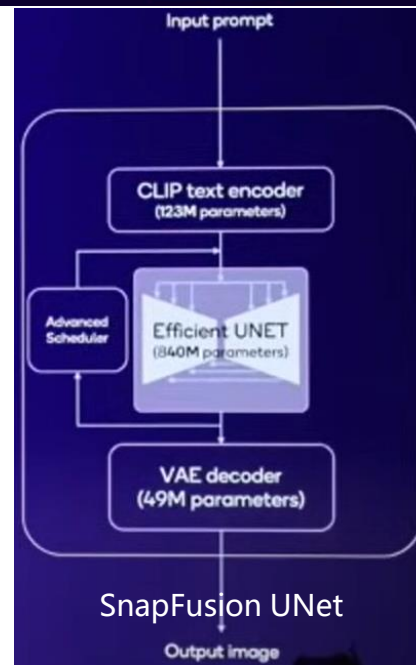 Input prompt
CLIP text encoder
(123M parameters)
Advanced
Scheduler
Efficient UNET
(840M parameters)
VAE decoder
(49M parameters)
SnapFusion UNet
Output image